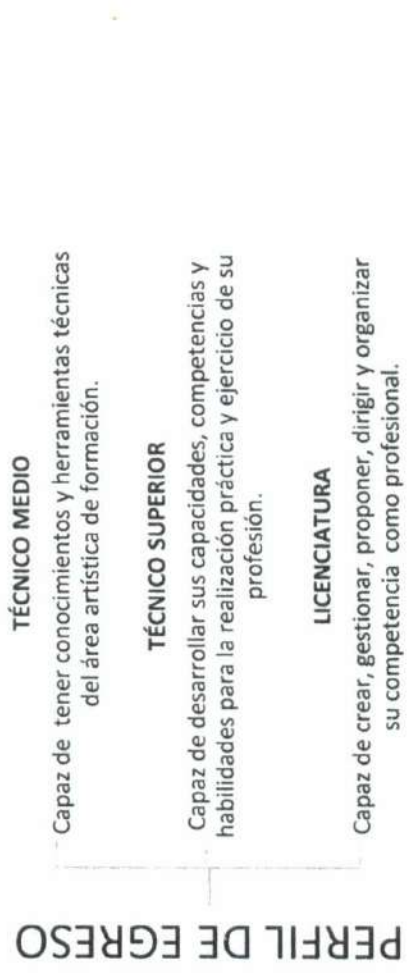 PERFIL DE EGRESO
TÉCNICO MEDIO
Capaz de tener conocimientos y herramientas técnicas
del área artística de formación.
TÉCNICO SUPERIOR
Capaz de desarrollar sus capacidades, competencias y
habilidades para la realización práctica y ejercicio de su
profesión.
LICENCIATURA
Capaz de crear, gestionar, proponer, dirigir y organizar
su competencia como profesional.